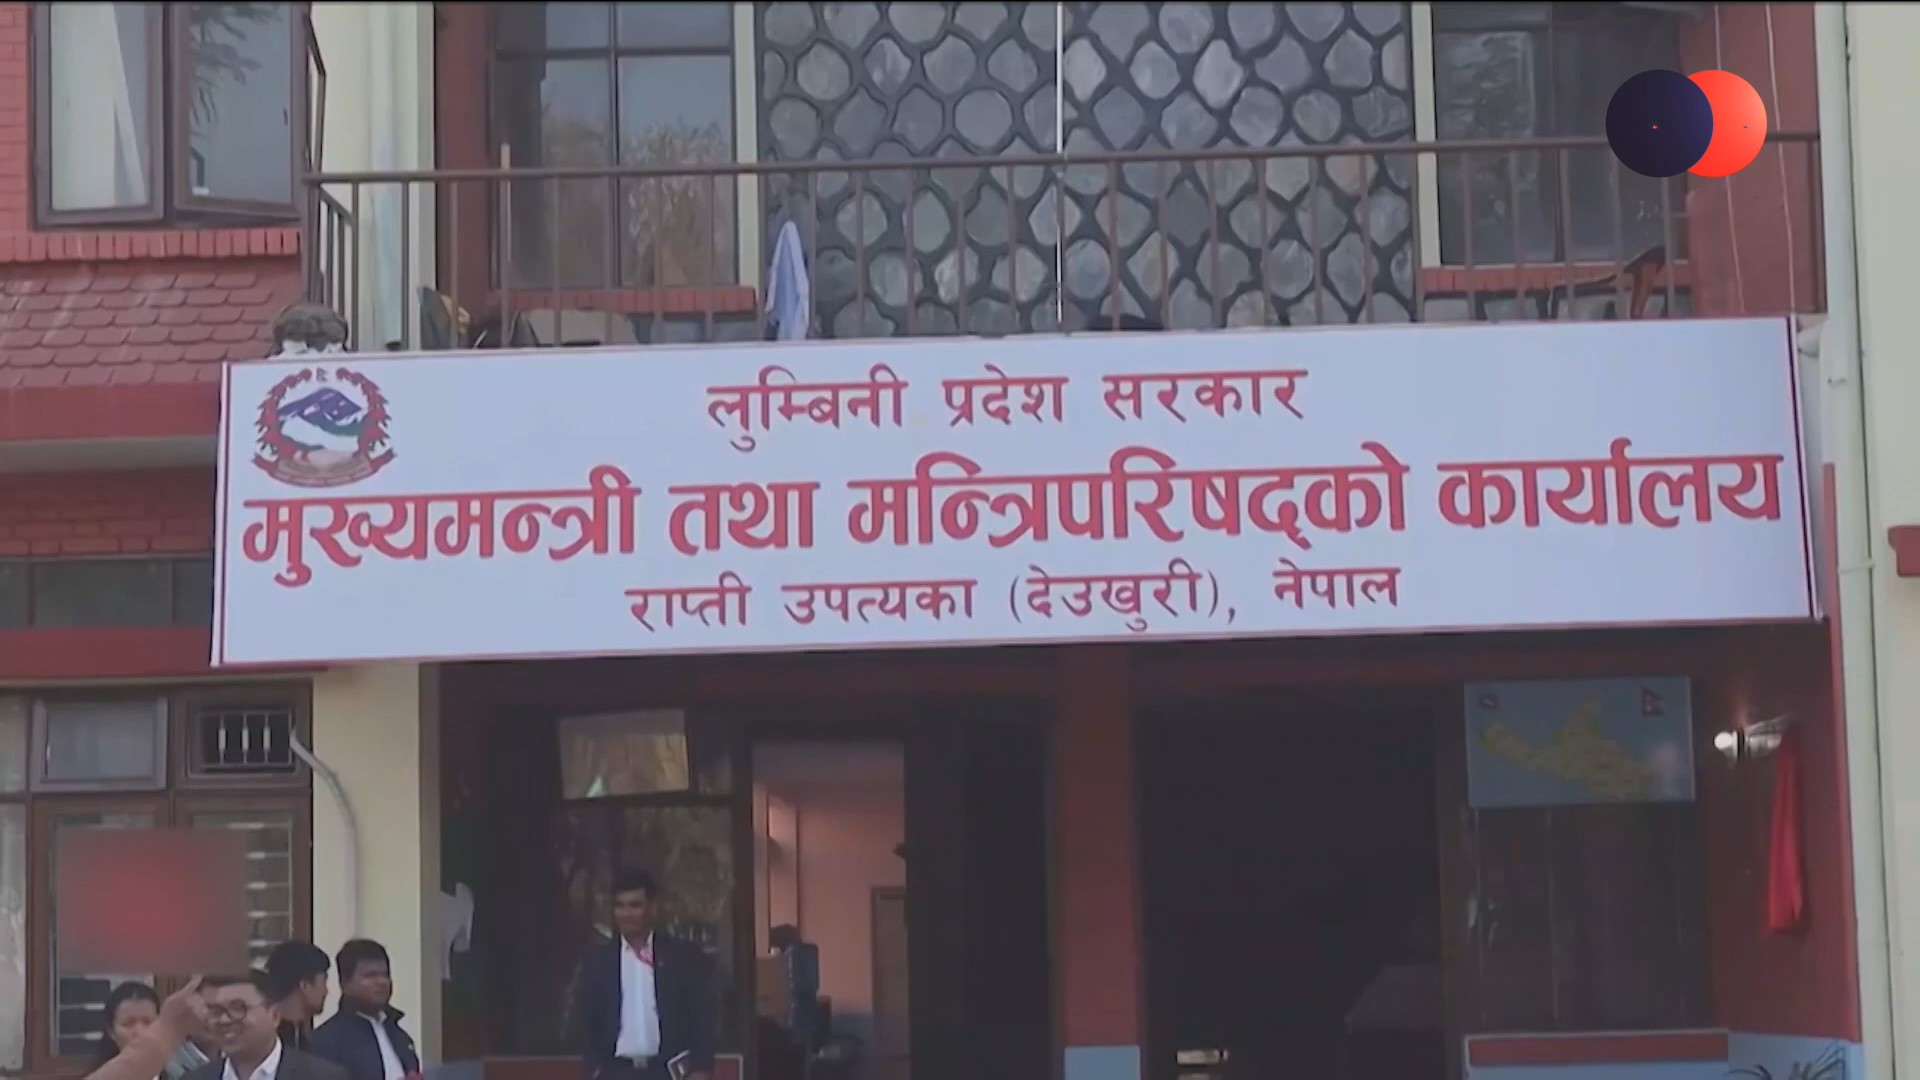 लुम्बिनी प्रदेश सरकार
मुख्यमन्त्री तथा मन्त्रिपरिषद्को कार्यालय
राप्ती उपत्यका (देउखुरी), नेपाल